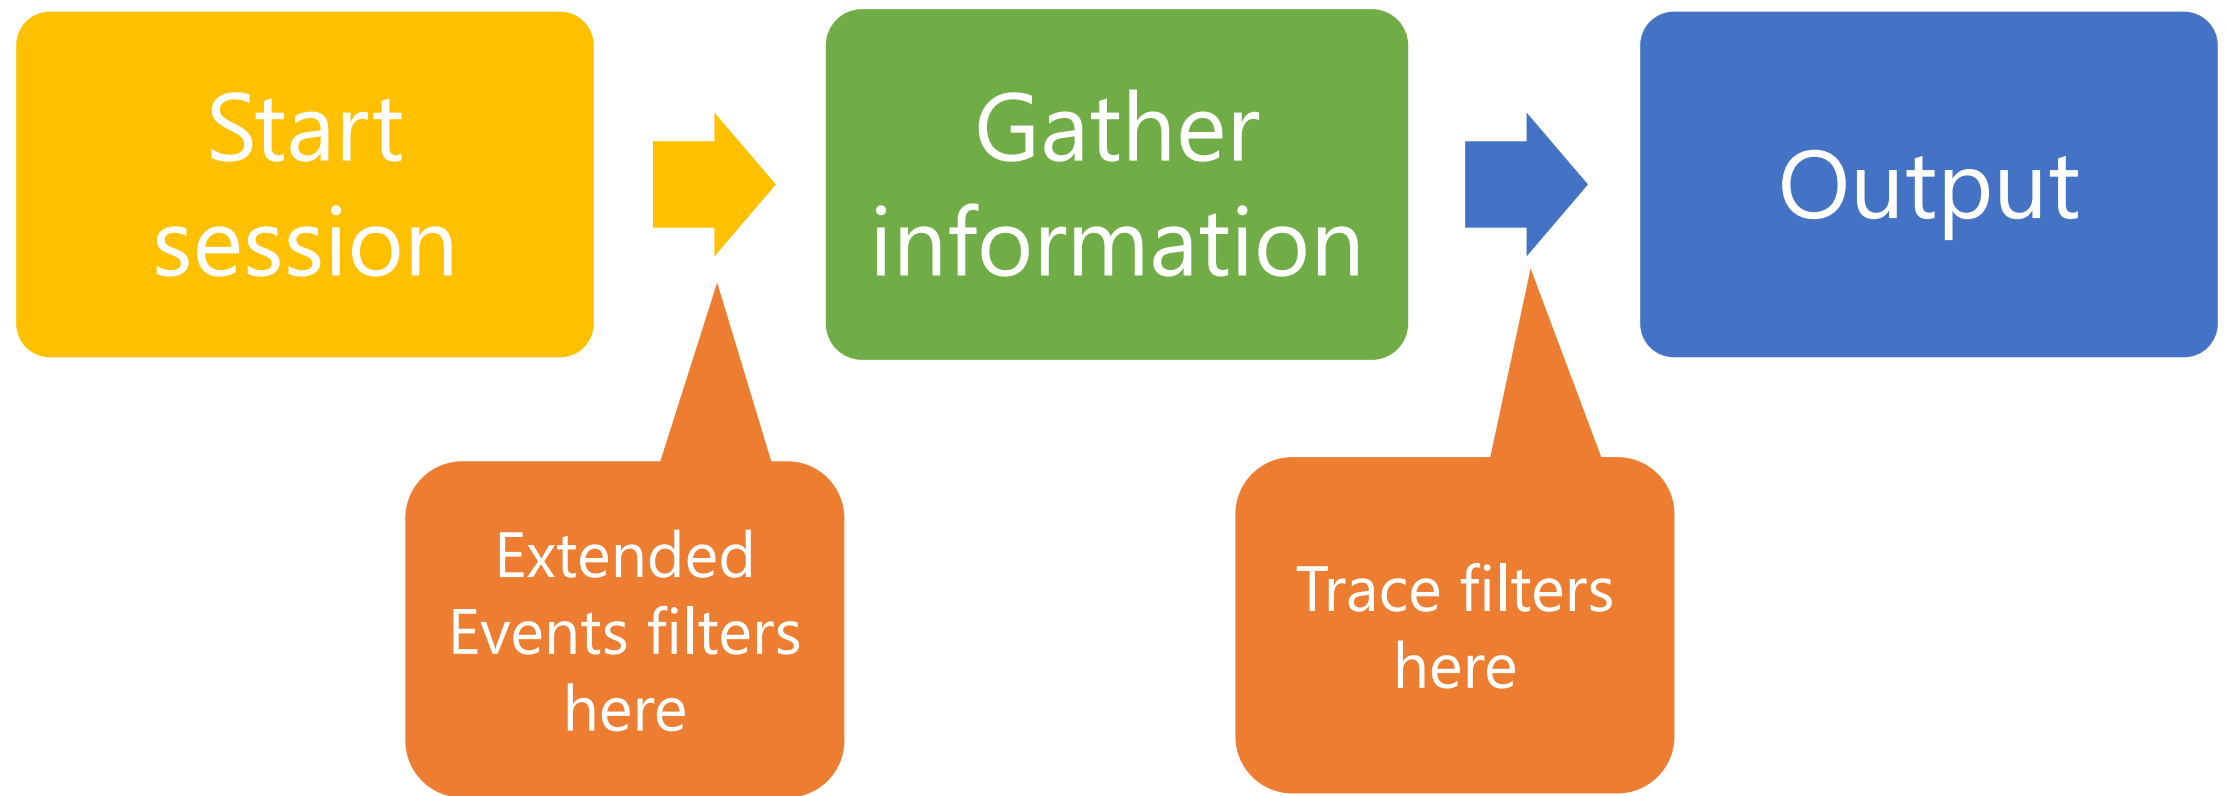 Start
session
Gather
information
Output
Extended
Events filters
here
Trace filters
here